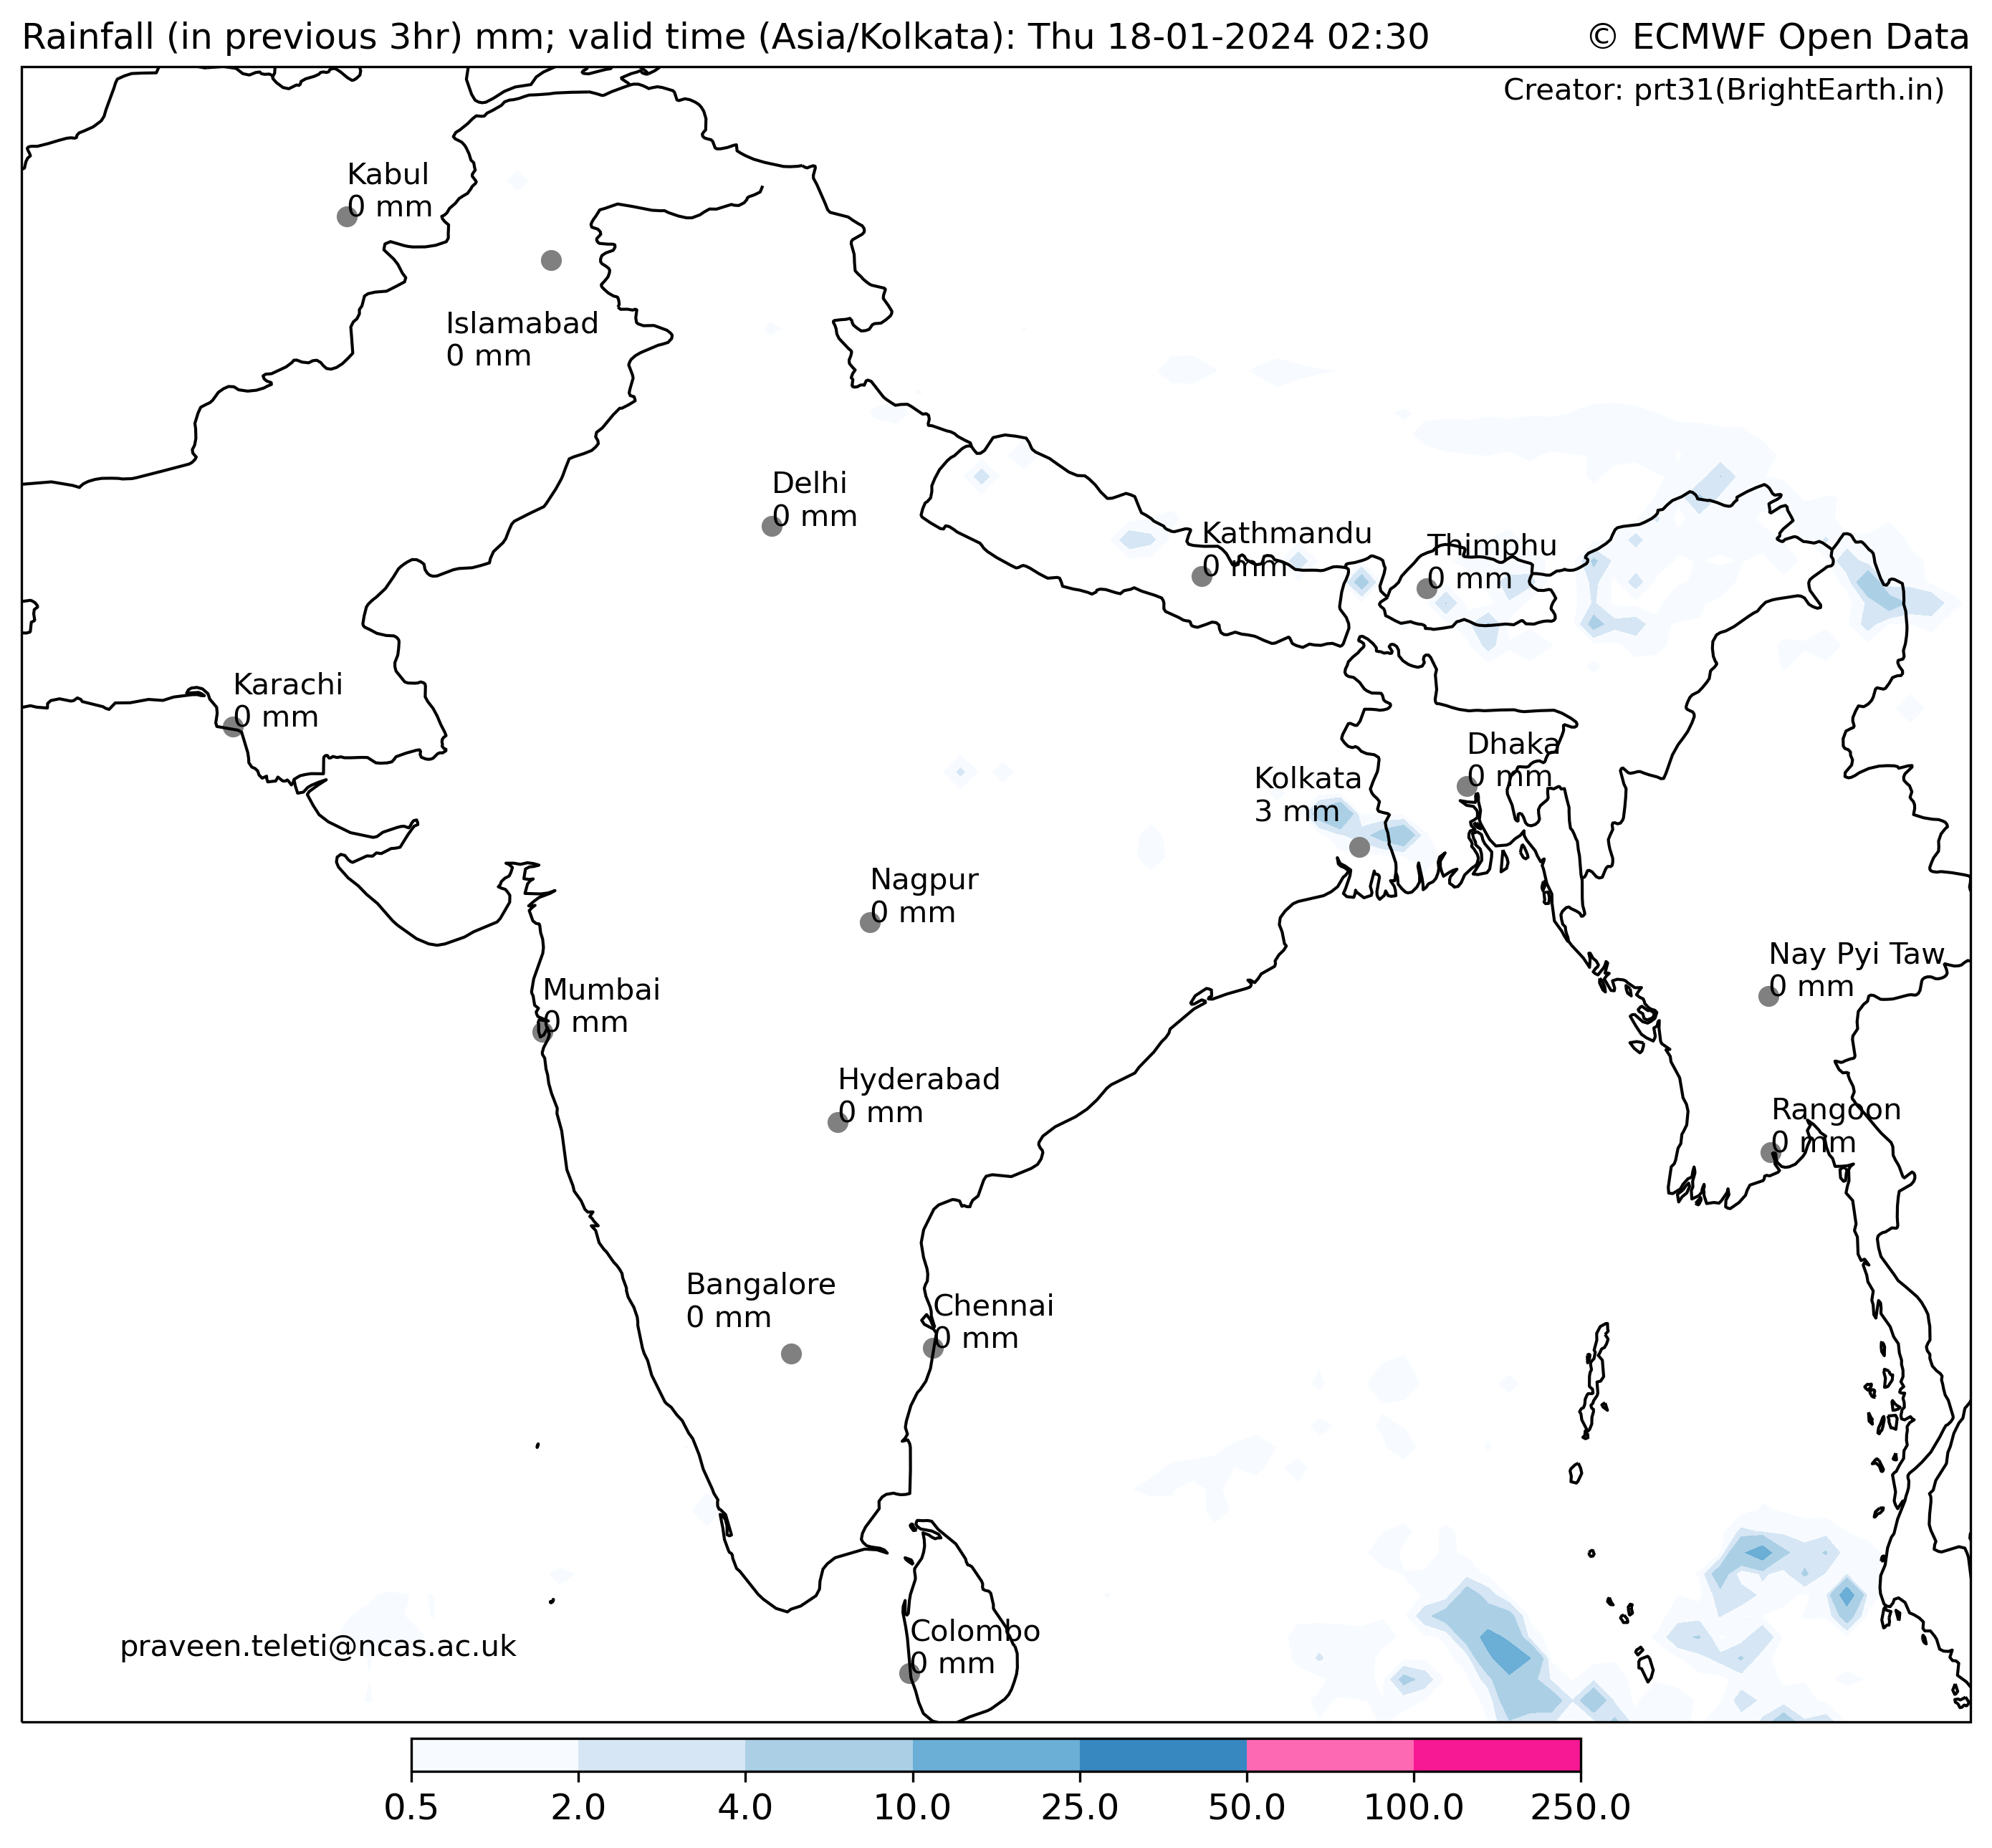 Rainfall (in previous 3hr) mm; valid time (Asia/Kolkata): Thu 18-01-2024 02:30
© ECMWF Open Data
Creator: prt31(BrightEarth.in)
Kabul
0 mm
Islamabad
0 mm
Delhi
0 mm
Kathmandu
0 mm
Thimphu
0 mm
Karachi
0 mm
Dhaka
0 mm
Kolkata
3 mm
Nagpur
0 mm
Nay Pyi Taw
0 mm
Mumbai
0 mm
Hyderabad
0 mm
Rangoon
0 mm
Bangalore
0 mm
Chennai
0 mm
Colombo
0 mm
praveen.teleti@ncas.ac.uk
0.5 2.0 4.0 10.0 25.0 50.0 100.0 250.0